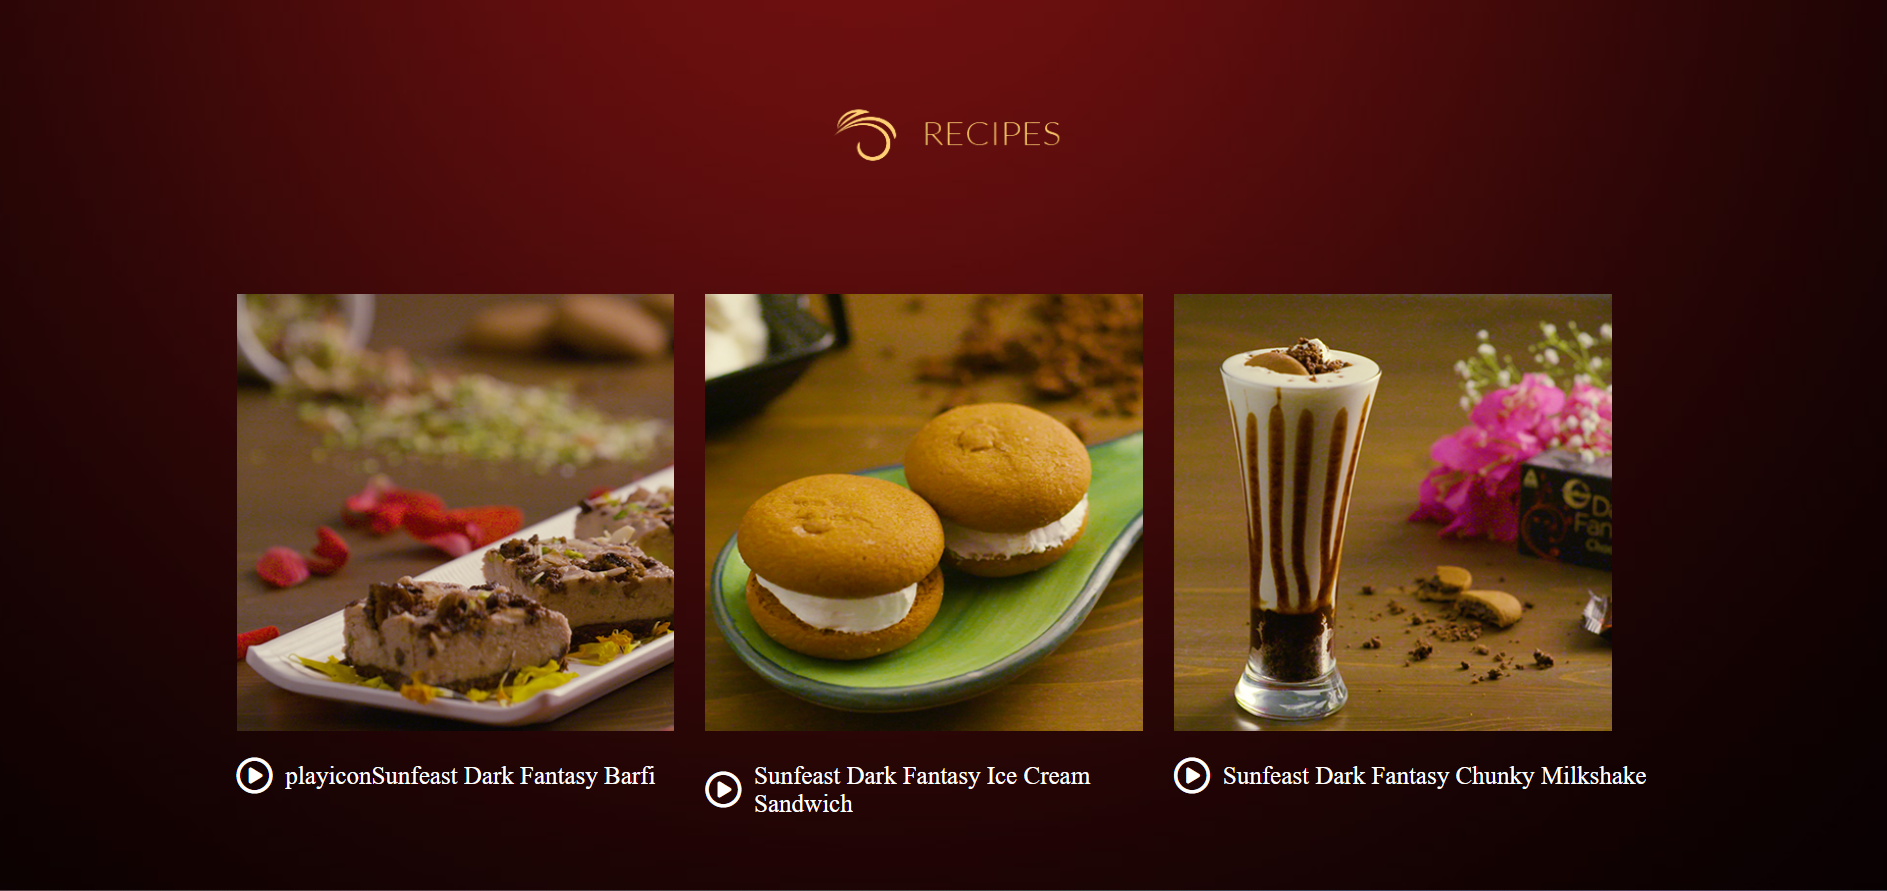 RECIPES
playiconSunfeast Dark Fantasy Barfi
Sunfeast Dark Fantasy Ice Cream
Sandwich
Sunfeast Dark Fantasy Chunky Milkshake